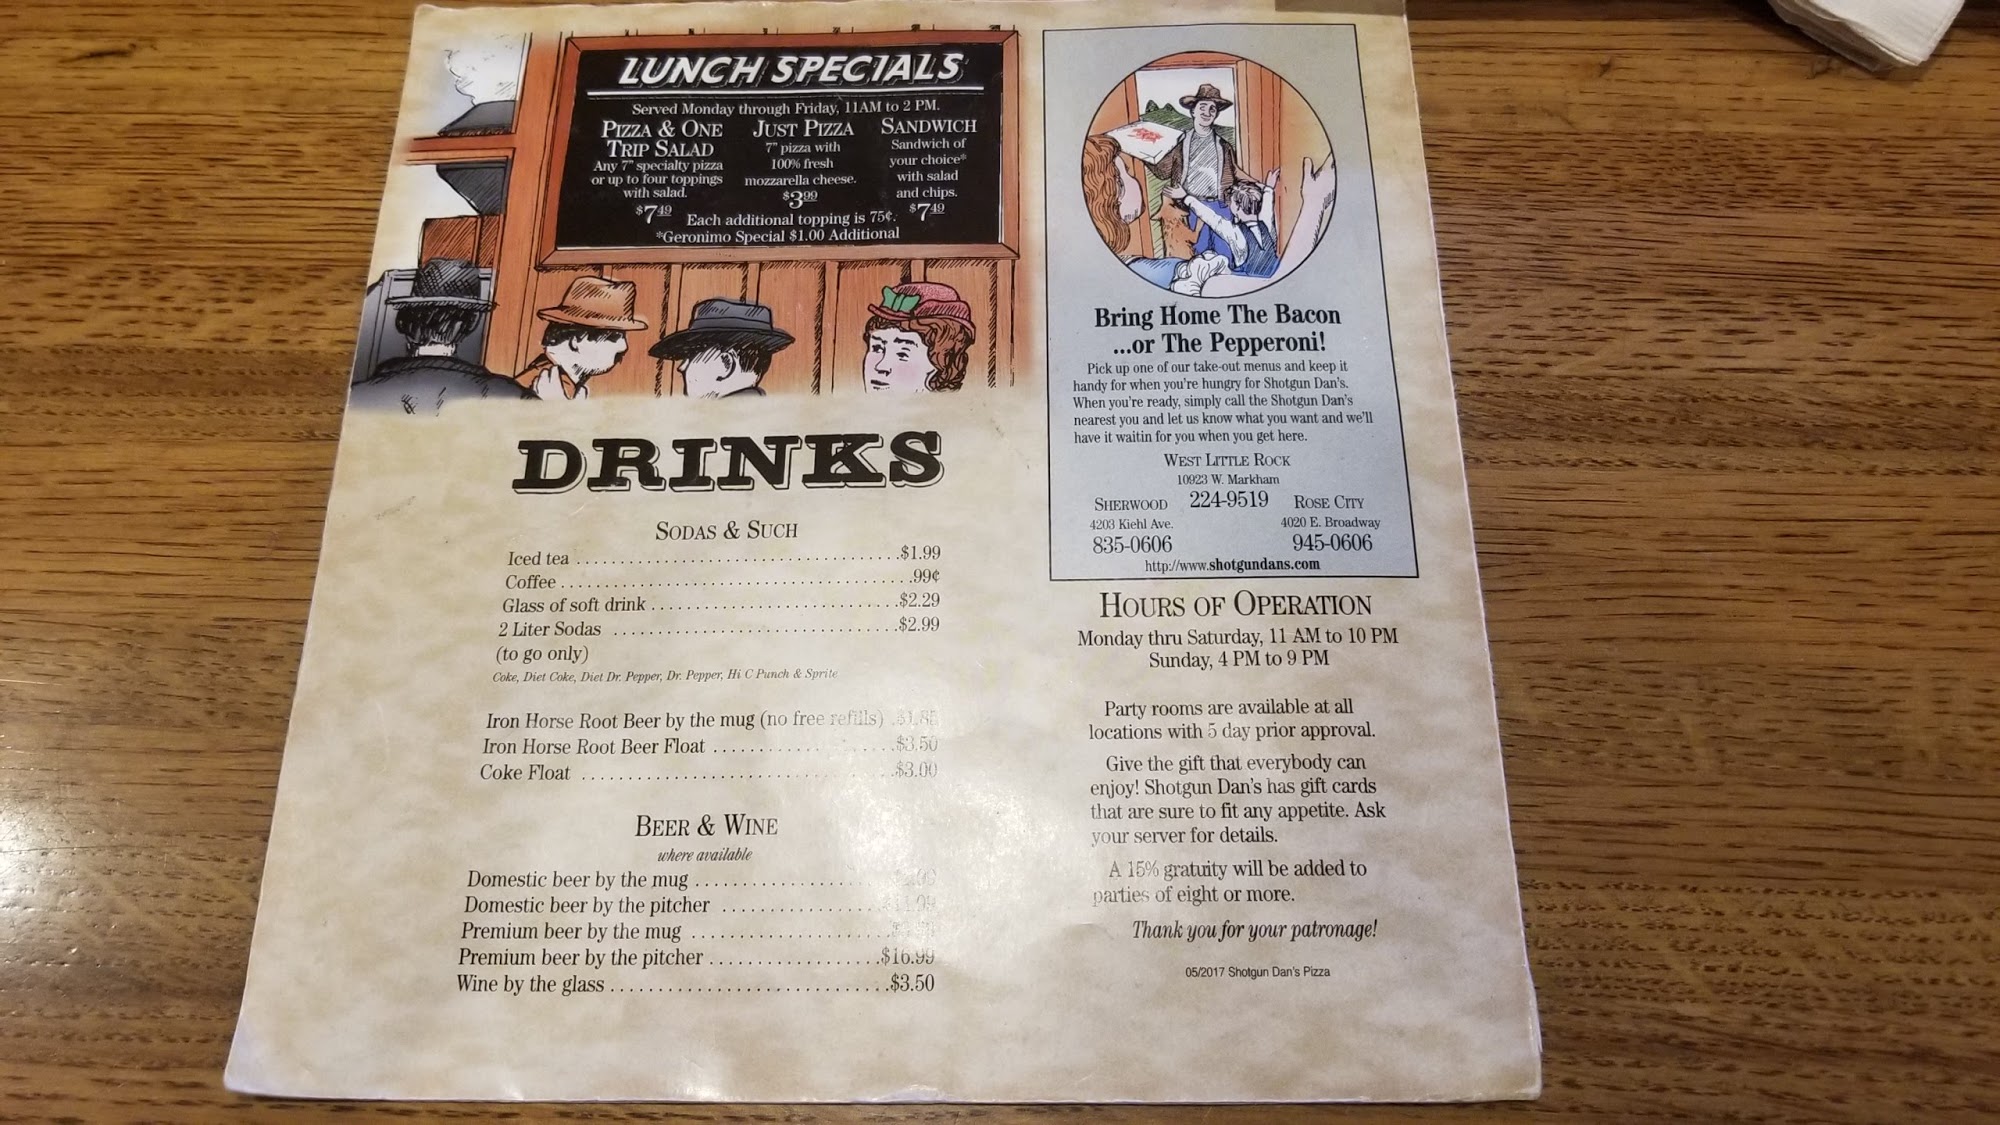 LUNCH SPECIALS
Served Monday through Friday, 11AM to 2 PM.
PIZZA & ONE
TRIP SALAD
Any 7" specialty pizza
or up to four toppings
with salad.
$7.49
JUST PIZZA
7" pizza with
100% fresh
mozzarella cheese.
$3.99
SANDWICH
Sandwich of
your choice*
with salad
and chips.
$7.49
Each additional topping is 75¢.
*Geronimo Special $1.00 Additional
DRINKS
SODAS & SUCH
Iced tea ................................$1.99
Coffee ...................................99¢
Glass of soft drink ..........................$2.29
2 Liter Sodas ..............................$2.99
(to go only)
Coke, Diet Coke, Diet Dr. Pepper, Dr. Pepper, Hi C Punch & Sprite
Iron Horse Root Beer by the mug (no free refills) .$1.85
Iron Horse Root Beer Float ...................$3.50
Coke Float ................................$3.00
BEER & WINE
where available
Domestic beer by the mug ...................
Domestic beer by the pitcher .................
Premium beer by the mug ....................
Premium beer by the pitcher .................$16.99
Wine by the glass ...........................$3.50
Bring Home The Bacon
...or The Pepperoni!
Pick up one of our take-out menus and keep it
handy for when you're hungry for Shotgun Dan's.
When you're ready, simply call the Shotgun Dan's
nearest you and let us know what you want and we'll
have it waitin for you when you get here.
WEST LITTLE ROCK
10923 W. Markham
224-9519
SHERWOOD
4203 Kiehl Ave.
835-0606
ROSE CITY
4020 E. Broadway
945-0606
http://www.shotgundans.com
HOURS OF OPERATION
Monday thru Saturday, 11 AM to 10 PM
Sunday, 4 PM to 9 PM
Party rooms are available at all
locations with 5 day prior approval.
Give the gift that everybody can
enjoy! Shotgun Dan's has gift cards
that are sure to fit any appetite. Ask
your server for details.
A 15% gratuity will be added to
parties of eight or more.
Thank you for your patronage!
05/2017 Shotgun Dan's Pizza